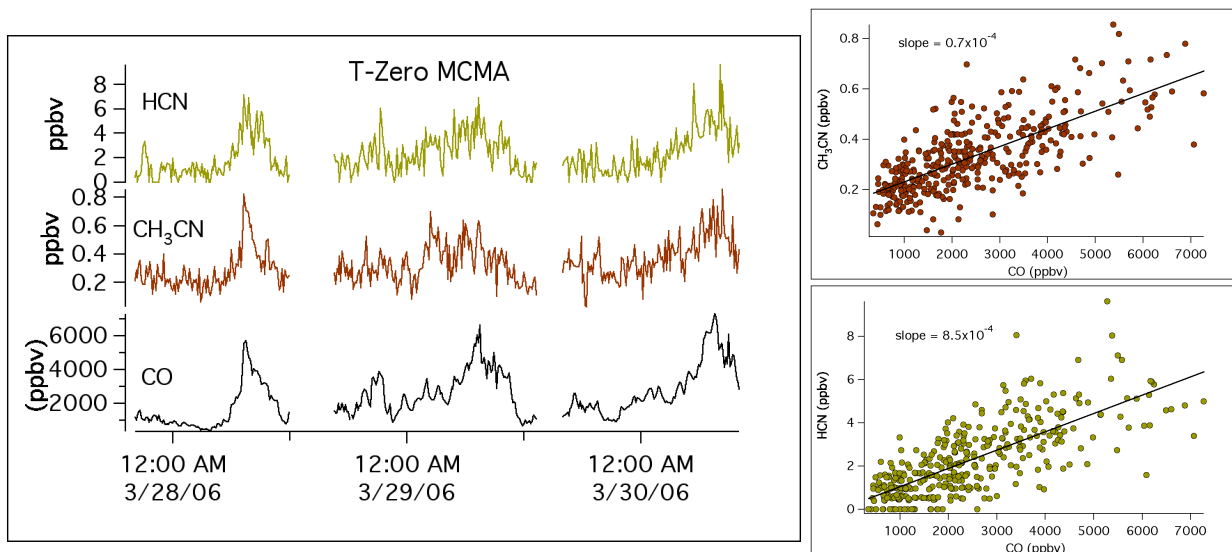 T-Zero MCMA
ppbv
8
6
4
2
0
HCN
ppbv
0.8
0.6
0.4
0.2
CH₃CN
(ppbv)
6000
4000
2000
CO
12:00 AM 12:00 AM 12:00 AM
3/28/06 3/29/06 3/30/06
slope = 0.7x10⁻⁴
CH₃CN (ppbv)
0.8
0.6
0.4
0.2
1000 2000 3000 4000 5000 6000 7000
CO (ppbv)
slope = 8.5x10⁻⁴
HCN (ppbv)
8
6
4
2
0
1000 2000 3000 4000 5000 6000 7000
CO (ppbv)